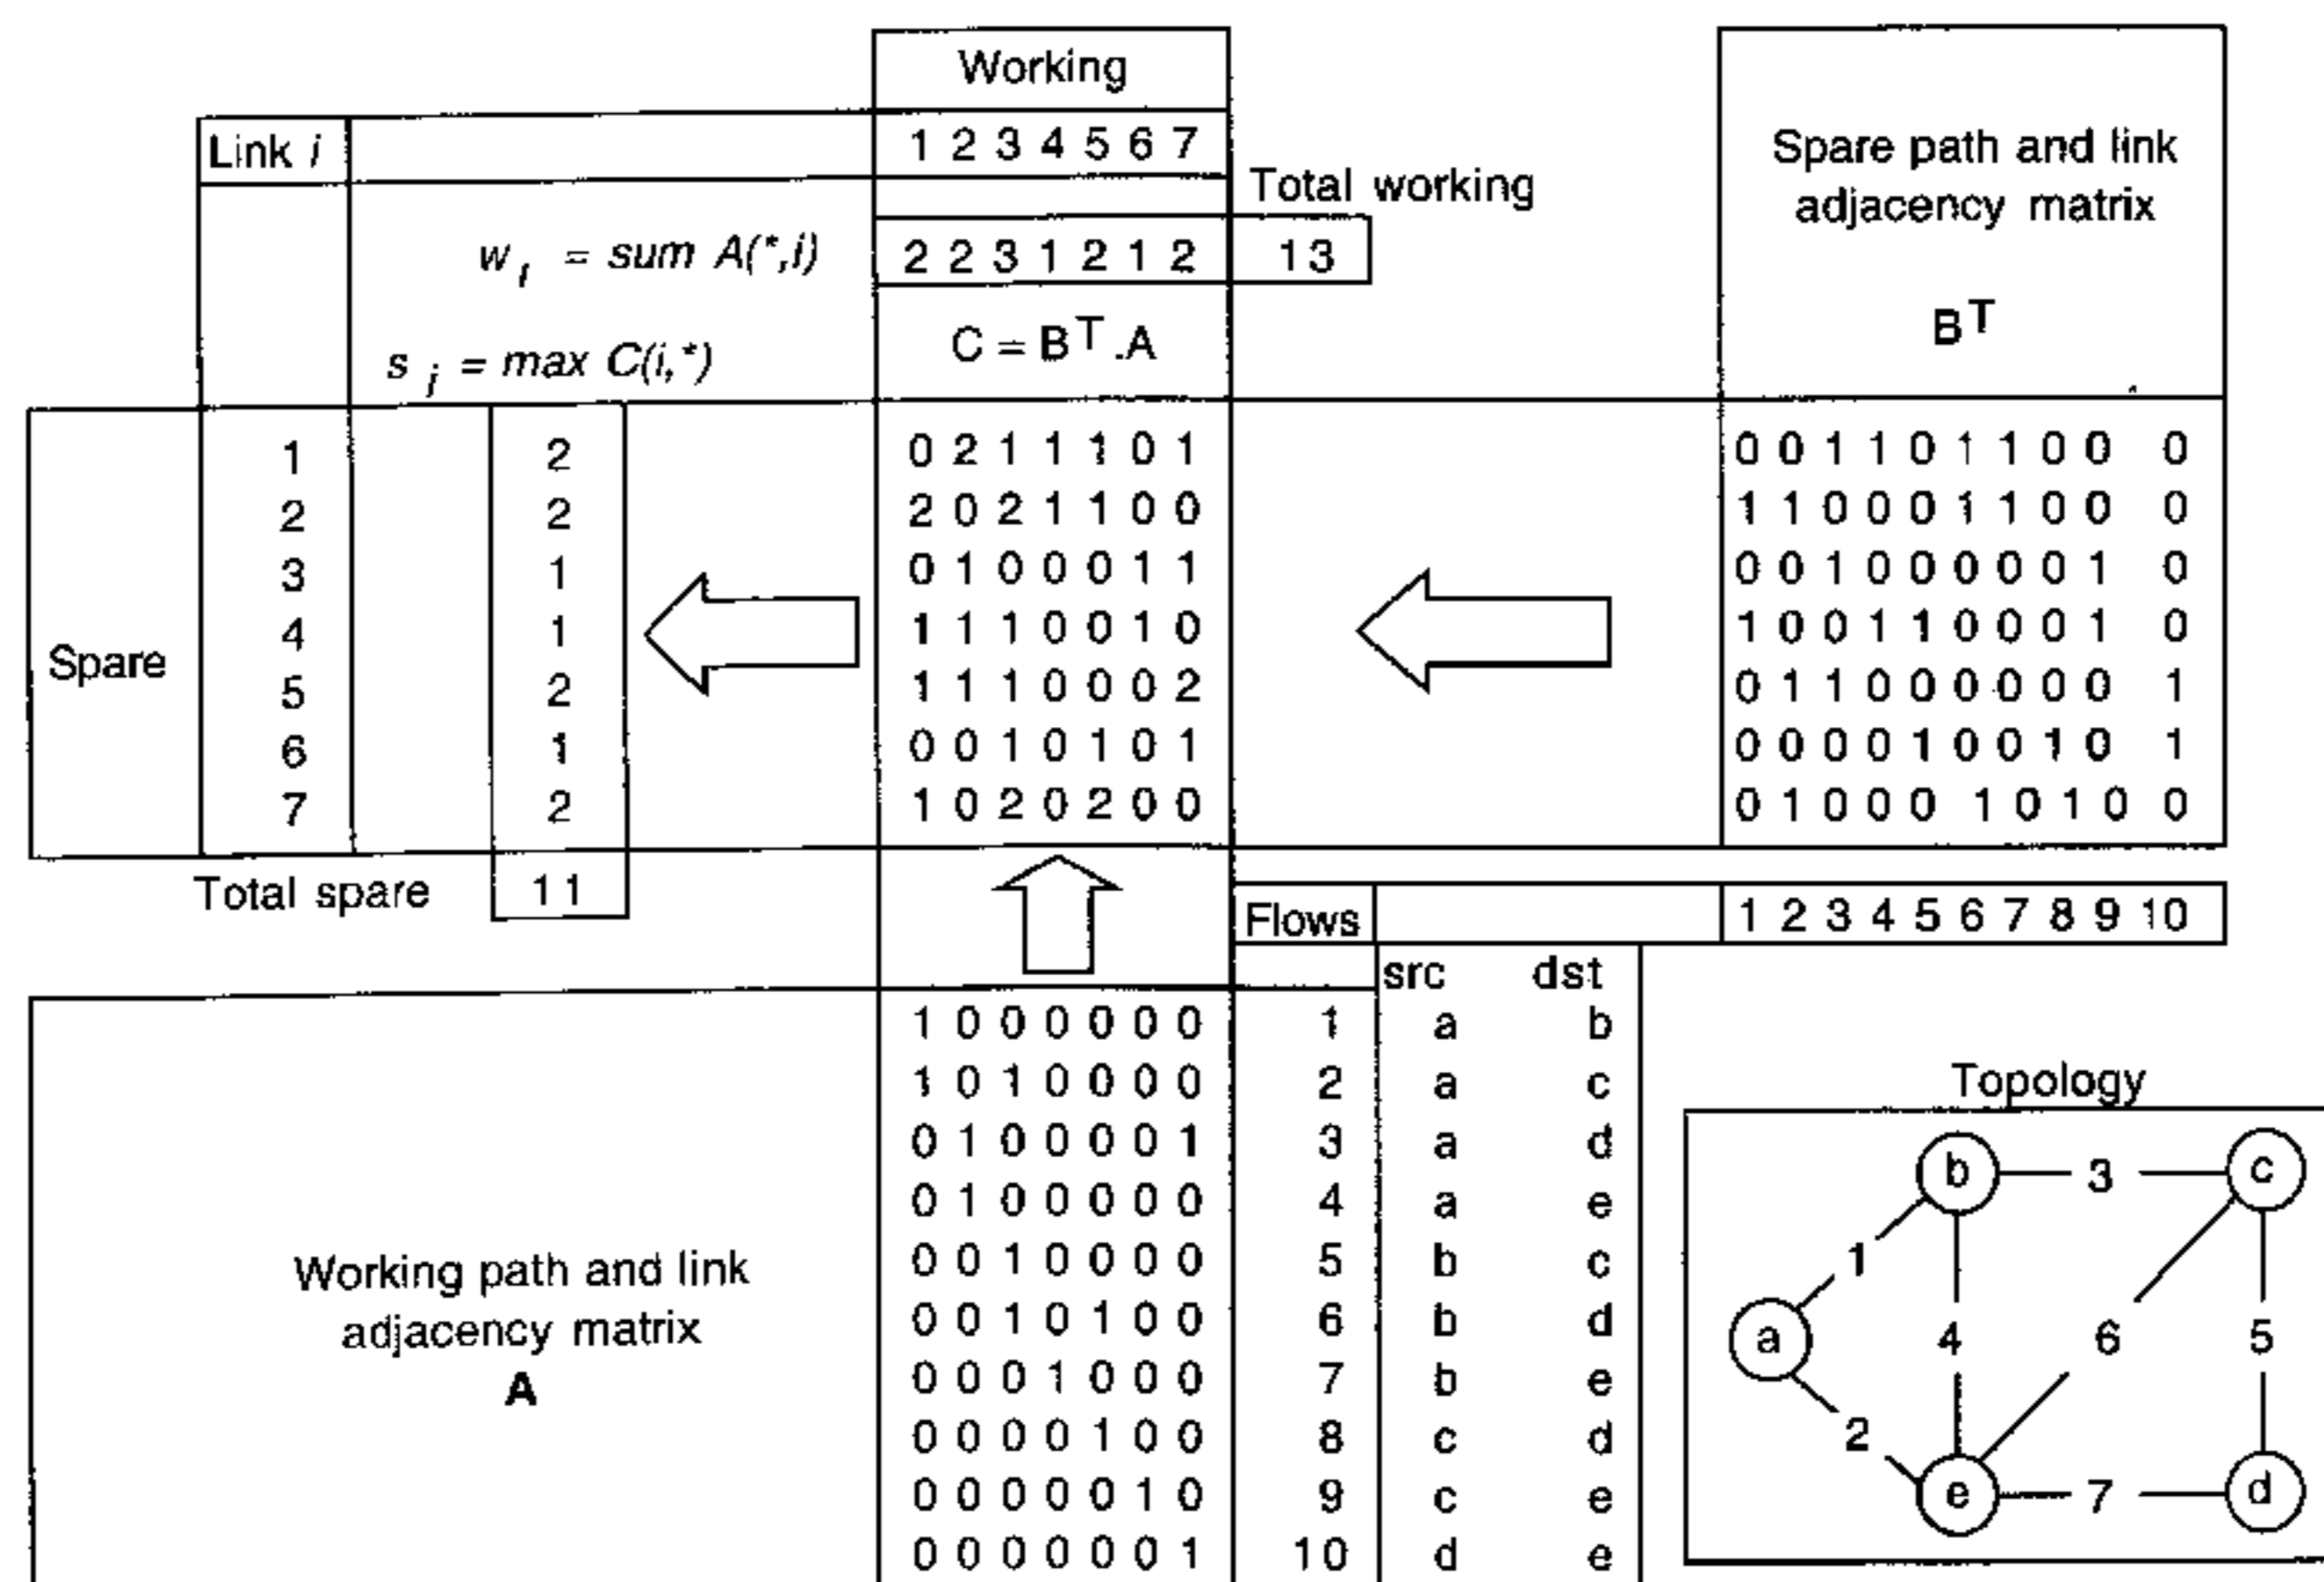 Working
Link i 1 2 3 4 5 6 7
Total working
w i = sum A(*,i) 2 2 3 1 2 1 2 13
s i = max C(i,*) C = B^T .A
Spare path and link
adjacency matrix
B^T
Spare
1 2 0 2 1 1 1 0 1 0 0 1 1 0 1 1 0 0 0
2 2 2 0 2 1 1 0 0 1 1 0 0 0 1 1 0 0 0
3 1 0 1 0 0 0 1 1 0 0 1 0 0 0 0 0 1 0
4 1 1 1 1 0 0 1 0 1 0 0 1 1 0 0 0 1 0
5 2 1 1 1 0 0 0 2 0 1 1 0 0 0 0 0 0 1
6 1 0 0 1 0 1 0 1 0 0 0 0 1 0 0 1 0 1
7 2 1 0 2 0 2 0 0 0 1 0 0 0 1 0 1 0 0
Total spare 11
Flows 1 2 3 4 5 6 7 8 9 10
src dst
1 0 0 0 0 0 0 1 a b
1 0 1 0 0 0 0 2 a c
0 1 0 0 0 0 1 3 a d
0 1 0 0 0 0 0 4 a e
0 0 1 0 0 0 0 5 b c
0 0 1 0 1 0 0 6 b d
0 0 0 1 0 0 0 7 b e
0 0 0 0 1 0 0 8 c d
0 0 0 0 0 1 0 9 c e
0 0 0 0 0 0 1 10 d e
Working path and link
adjacency matrix
A
Topology
b 3 c
1
a 4 6 5
2
e 7 d